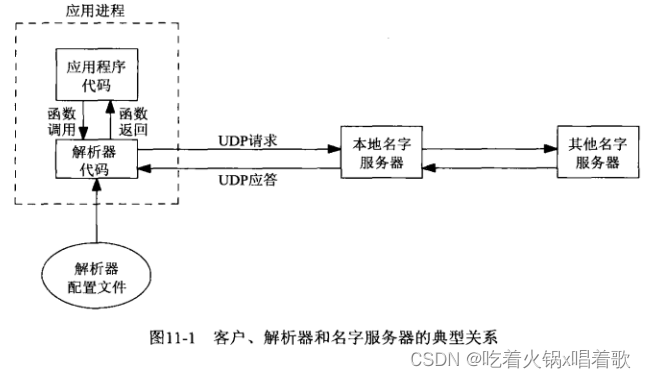 应用进程
应用程序
代码
函数
调用
函数
返回
解析器
代码
UDP请求
UDP应答
本地名字
服务器
其他名字
服务器
解析器
配置文件
图11-1 客户、解析器和名字服务器的典型关系
CSDN @吃着火锅x唱着歌